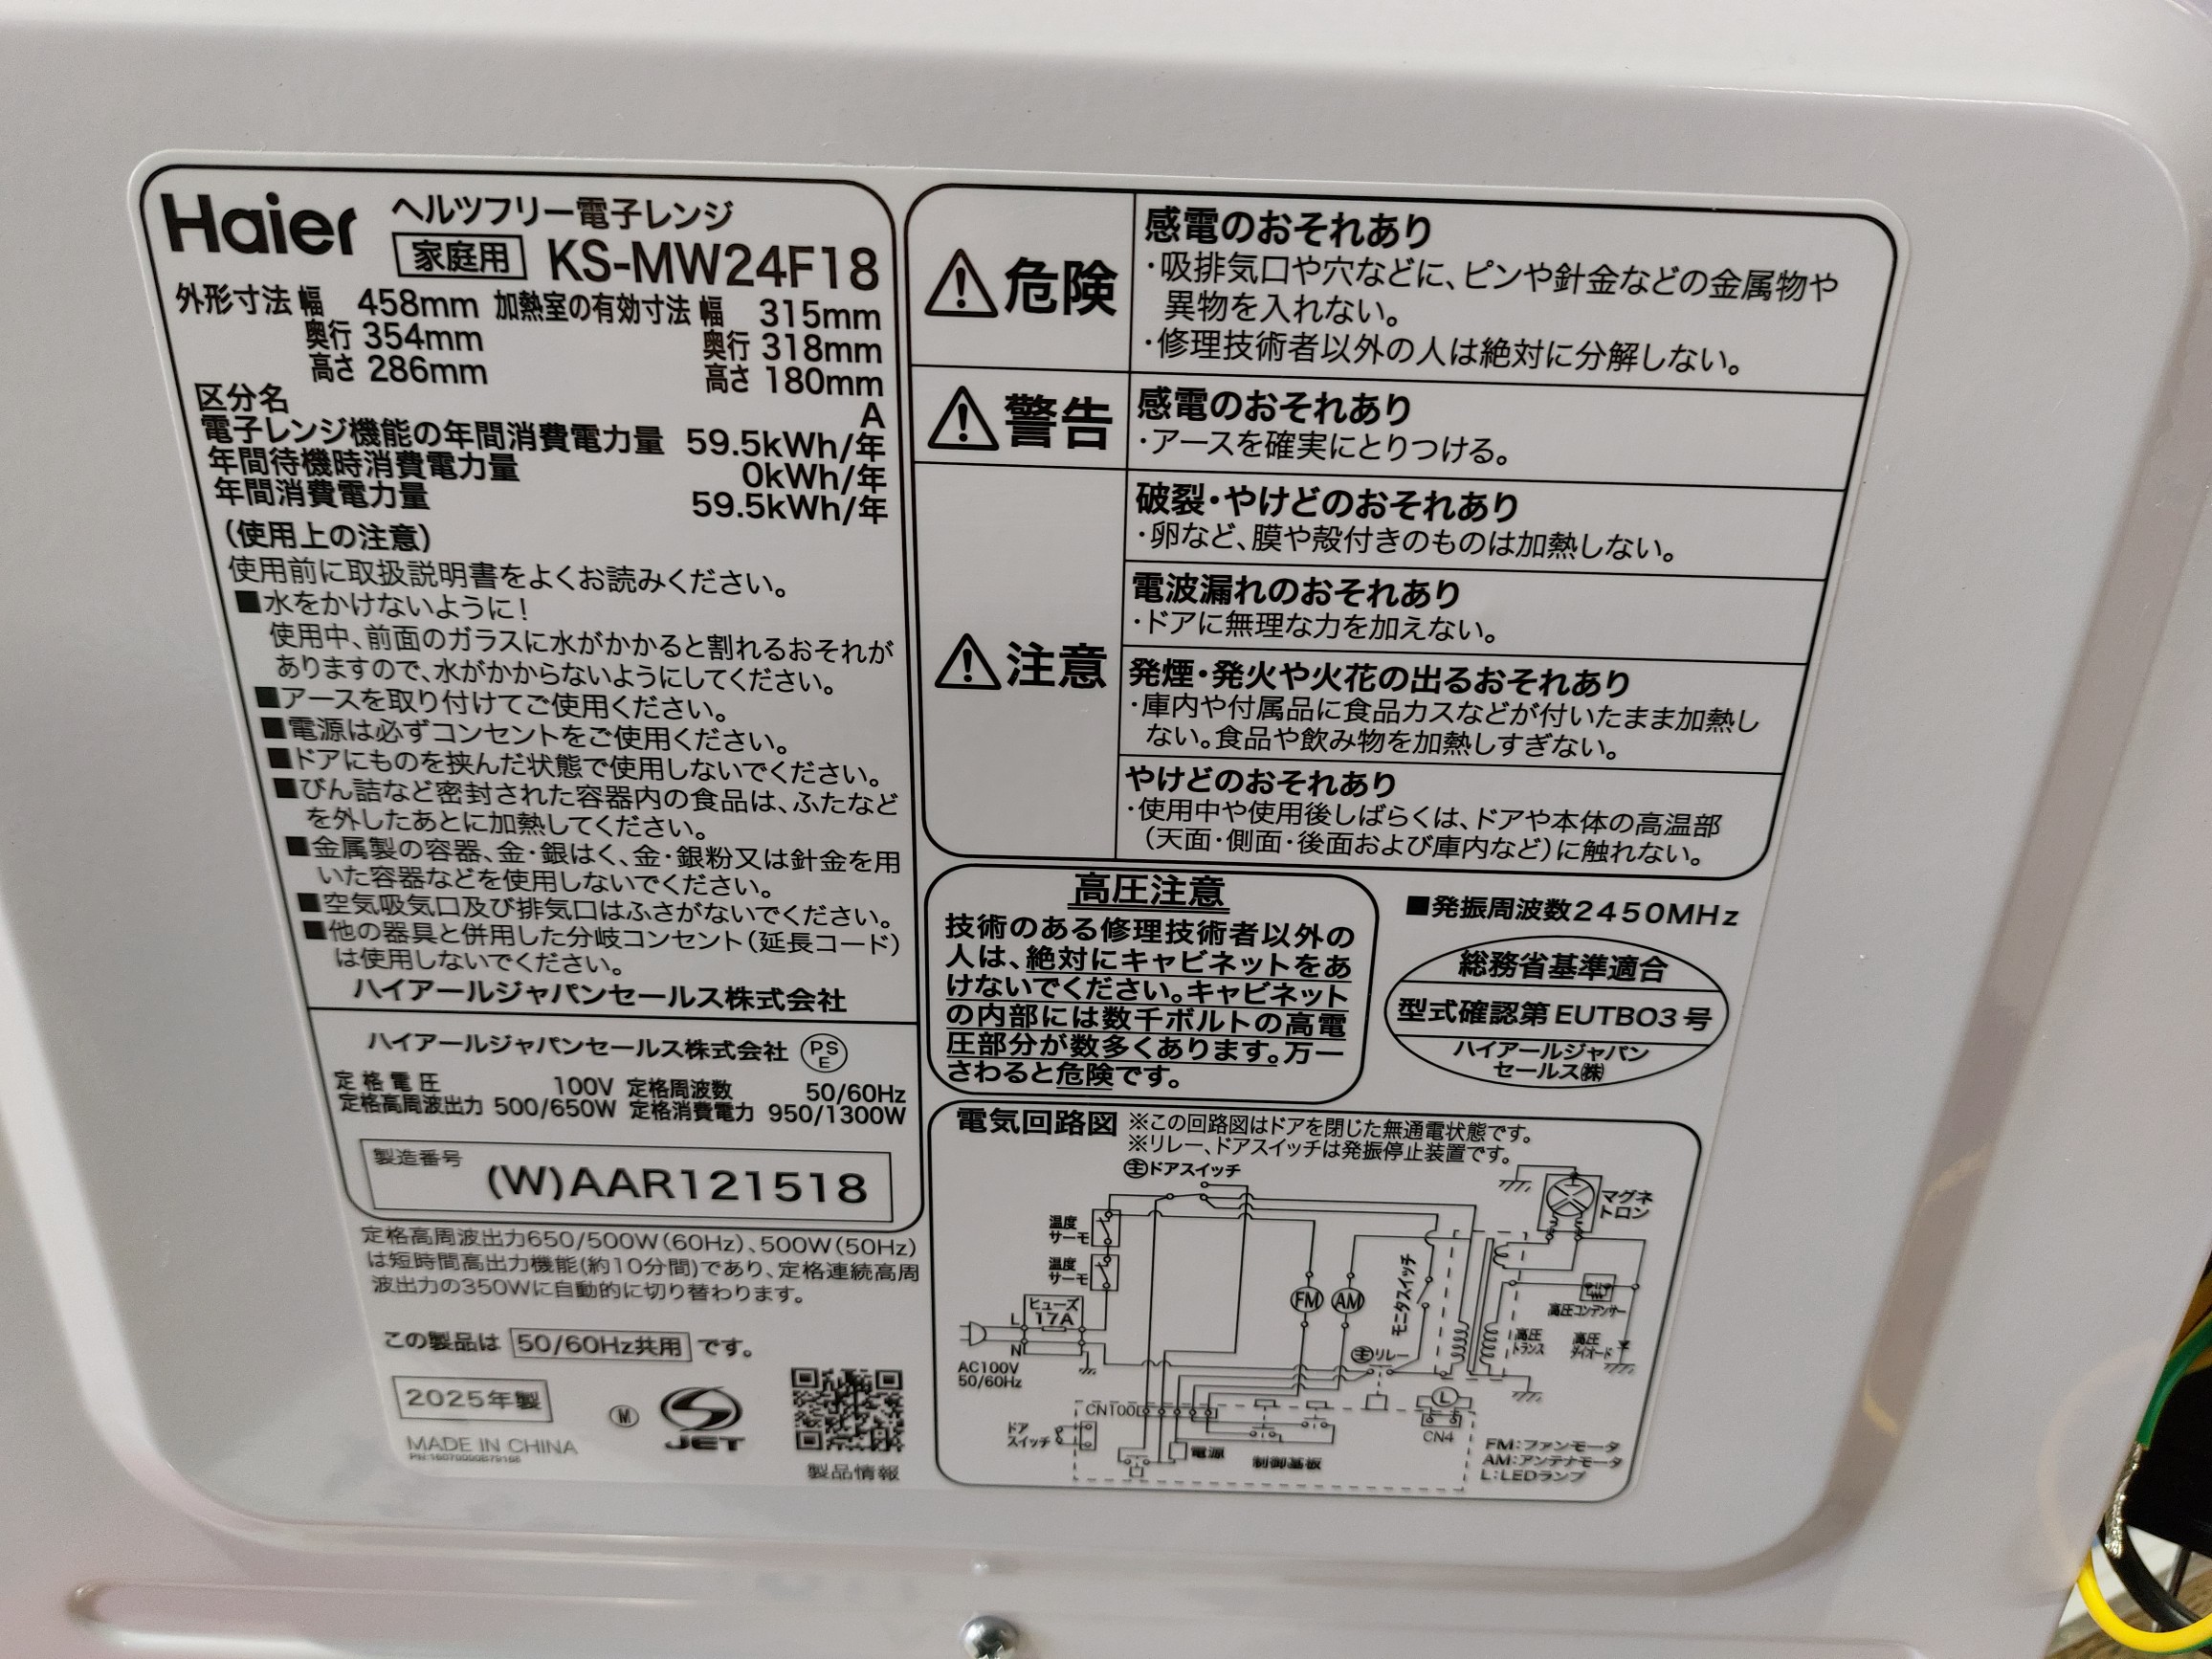 Haier
ヘルツフリー電子レンジ
家庭用 KS-MW24F18
外形寸法 幅 458mm 加熱室の有効寸法 幅 315mm
奥行 354mm 奥行 318mm
高さ 286mm 高さ 180mm
区分名 A
電子レンジ機能の年間消費電力量 59.5kWh/年
年間待機時消費電力量 0kWh/年
年間消費電力量 59.5kWh/年
（使用上の注意）
使用前に取扱説明書をよくお読みください。
■水をかけないように！
使用中、前面のガラスに水がかかると割れるおそれが
ありますので、水がかからないようにしてください。
■アースを取り付けてご使用ください。
■電源は必ずコンセントをご使用ください。
■ドアにものを挟んだ状態で使用しないでください。
■びん詰など密封された容器内の食品は、ふたなど
を外したあとに加熱してください。
■金属製の容器、金・銀はく、金・銀粉又は針金を用
いた容器などを使用しないでください。
■空気吸気口及び排気口はふさがないでください。
■他の器具と併用した分岐コンセント（延長コード）
は使用しないでください。
ハイアールジャパンセールス株式会社
ハイアールジャパンセールス株式会社 PS E
定格電圧 100V 定格周波数 50/60Hz
定格高周波出力 500/650W 定格消費電力 950/1300W
製造番号 (W)AAR121518
定格高周波出力650/500W（60Hz）、500W（50Hz）
は短時間高出力機能（約10分間）であり、定格連続高周
波出力の350Wに自動的に切り替わります。
この製品は 50/60Hz共用 です。
2025年製
MADE IN CHINA
M
JET
製品情報
危険
感電のおそれあり
・吸排気口や穴などに、ピンや針金などの金属物や
異物を入れない。
・修理技術者以外の人は絶対に分解しない。
警告
感電のおそれあり
・アースを確実にとりつける。
注意
破裂・やけどのおそれあり
・卵など、膜や殻付きのものは加熱しない。
電波漏れのおそれあり
・ドアに無理な力を加えない。
発煙・発火や火花の出るおそれあり
・庫内や付属品に食品カスなどが付いたまま加熱し
ない。食品や飲み物を加熱しすぎない。
やけどのおそれあり
・使用中や使用後しばらくは、ドアや本体の高温部
（天面・側面・後面および庫内など）に触れない。
高圧注意
技術のある修理技術者以外の
人は、絶対にキャビネットをあ
けないでください。キャビネット
の内部には数千ボルトの高電
圧部分が数多くあります。万一
さわると危険です。
■発振周波数2450MHz
総務省基準適合
型式確認第EUTB03号
ハイアールジャパン
セールス㈱
電気回路図 ※この回路図はドアを閉じた無通電状態です。
※リレー、ドアスイッチは発振停止装置です。
主ドアスイッチ
マグネ
トロン
温度
サーモ
温度
サーモ
モニタスイッチ
FM
AM
ヒューズ
17A
L
N
AC100V
50/60Hz
高圧コンデンサー
高圧
トランス
高圧
ダイオード
主リレー
CN100
ドア
スイッチ
電源
制御基板
L
CN4
FM：ファンモータ
AM：アンテナモータ
L：LEDランプ